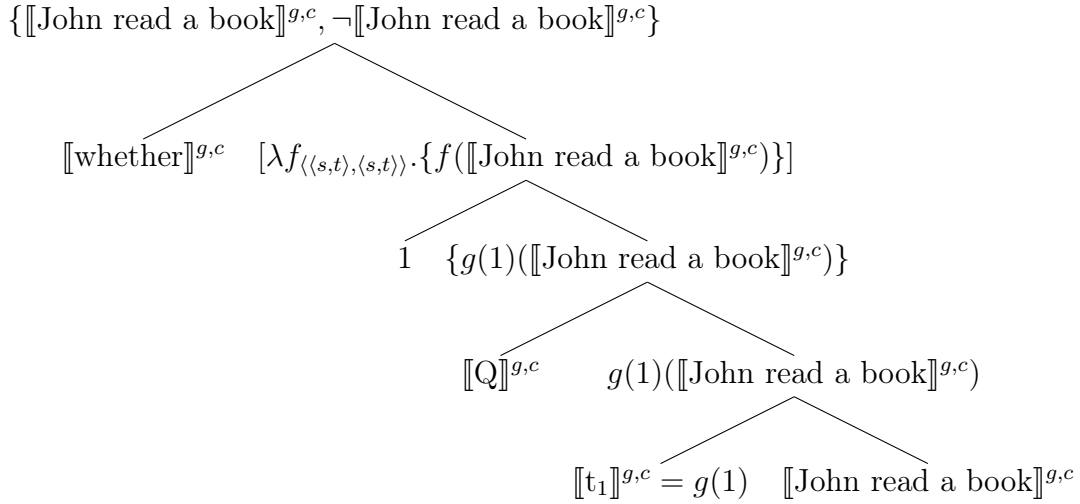 {⟦John read a book⟧^{g,c}, ¬⟦John read a book⟧^{g,c}}
⟦whether⟧^{g,c} [λf_{⟨⟨s,t⟩,⟨s,t⟩⟩}.{f(⟦John read a book⟧^{g,c})}]
1 {g(1)(⟦John read a book⟧^{g,c})}
⟦Q⟧^{g,c} g(1)(⟦John read a book⟧^{g,c})
⟦t₁⟧^{g,c} = g(1) ⟦John read a book⟧^{g,c}